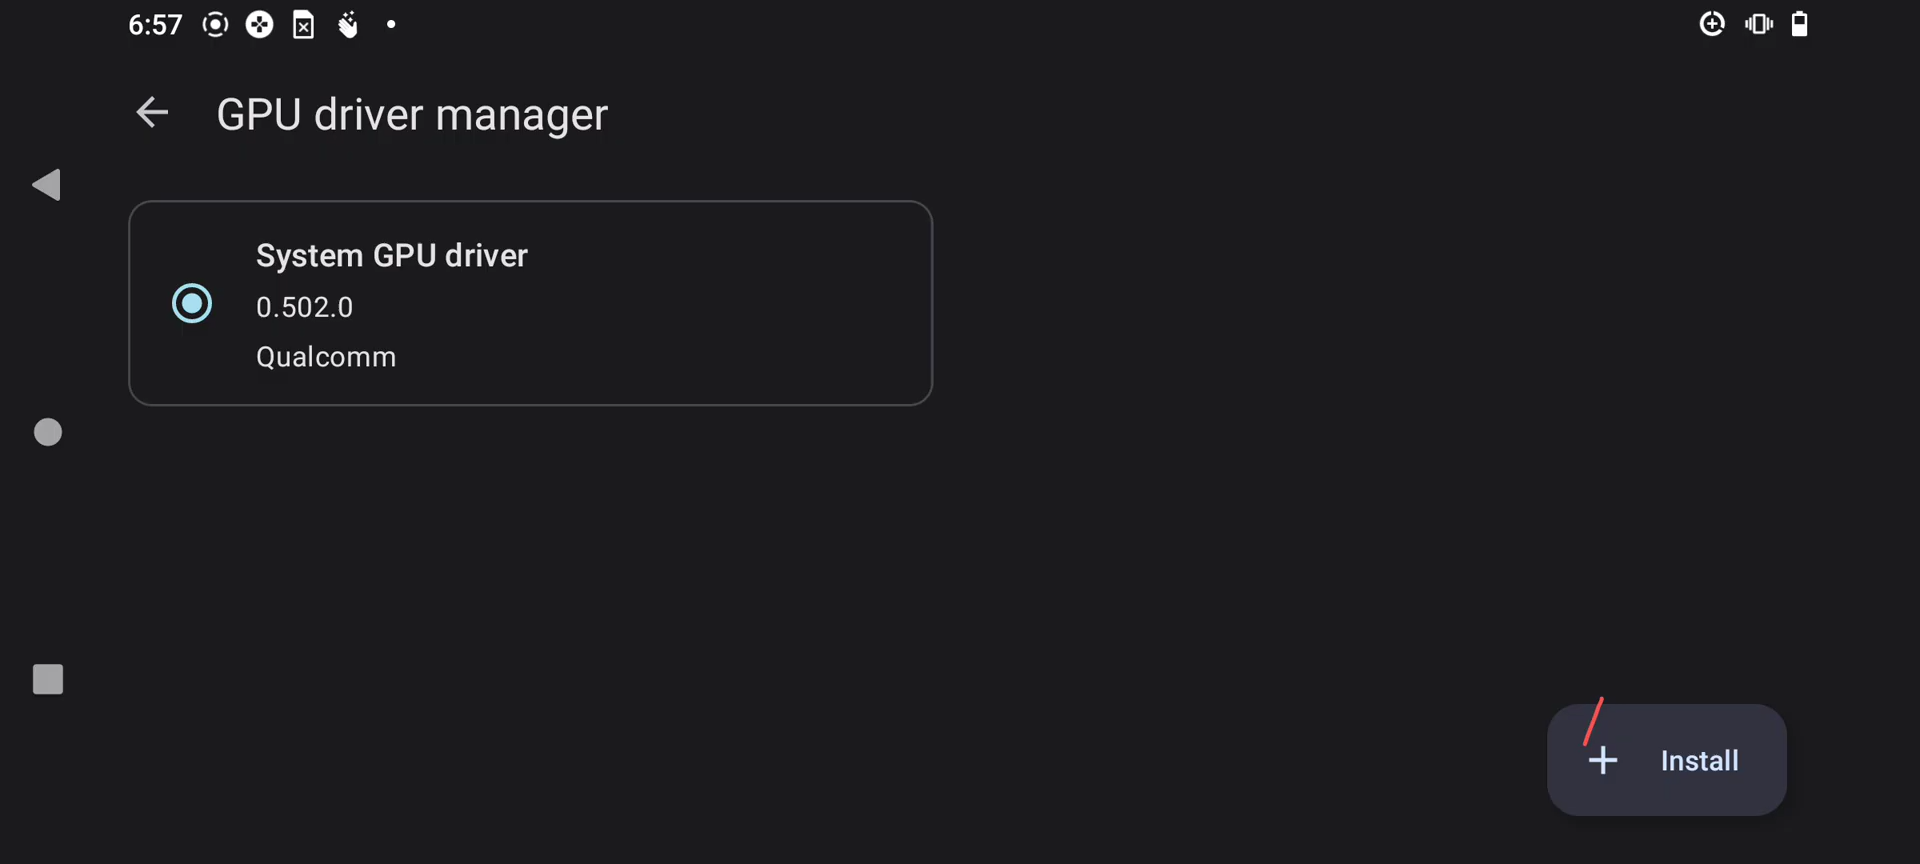 6:57
GPU driver manager
System GPU driver
0.502.0
Qualcomm
Install